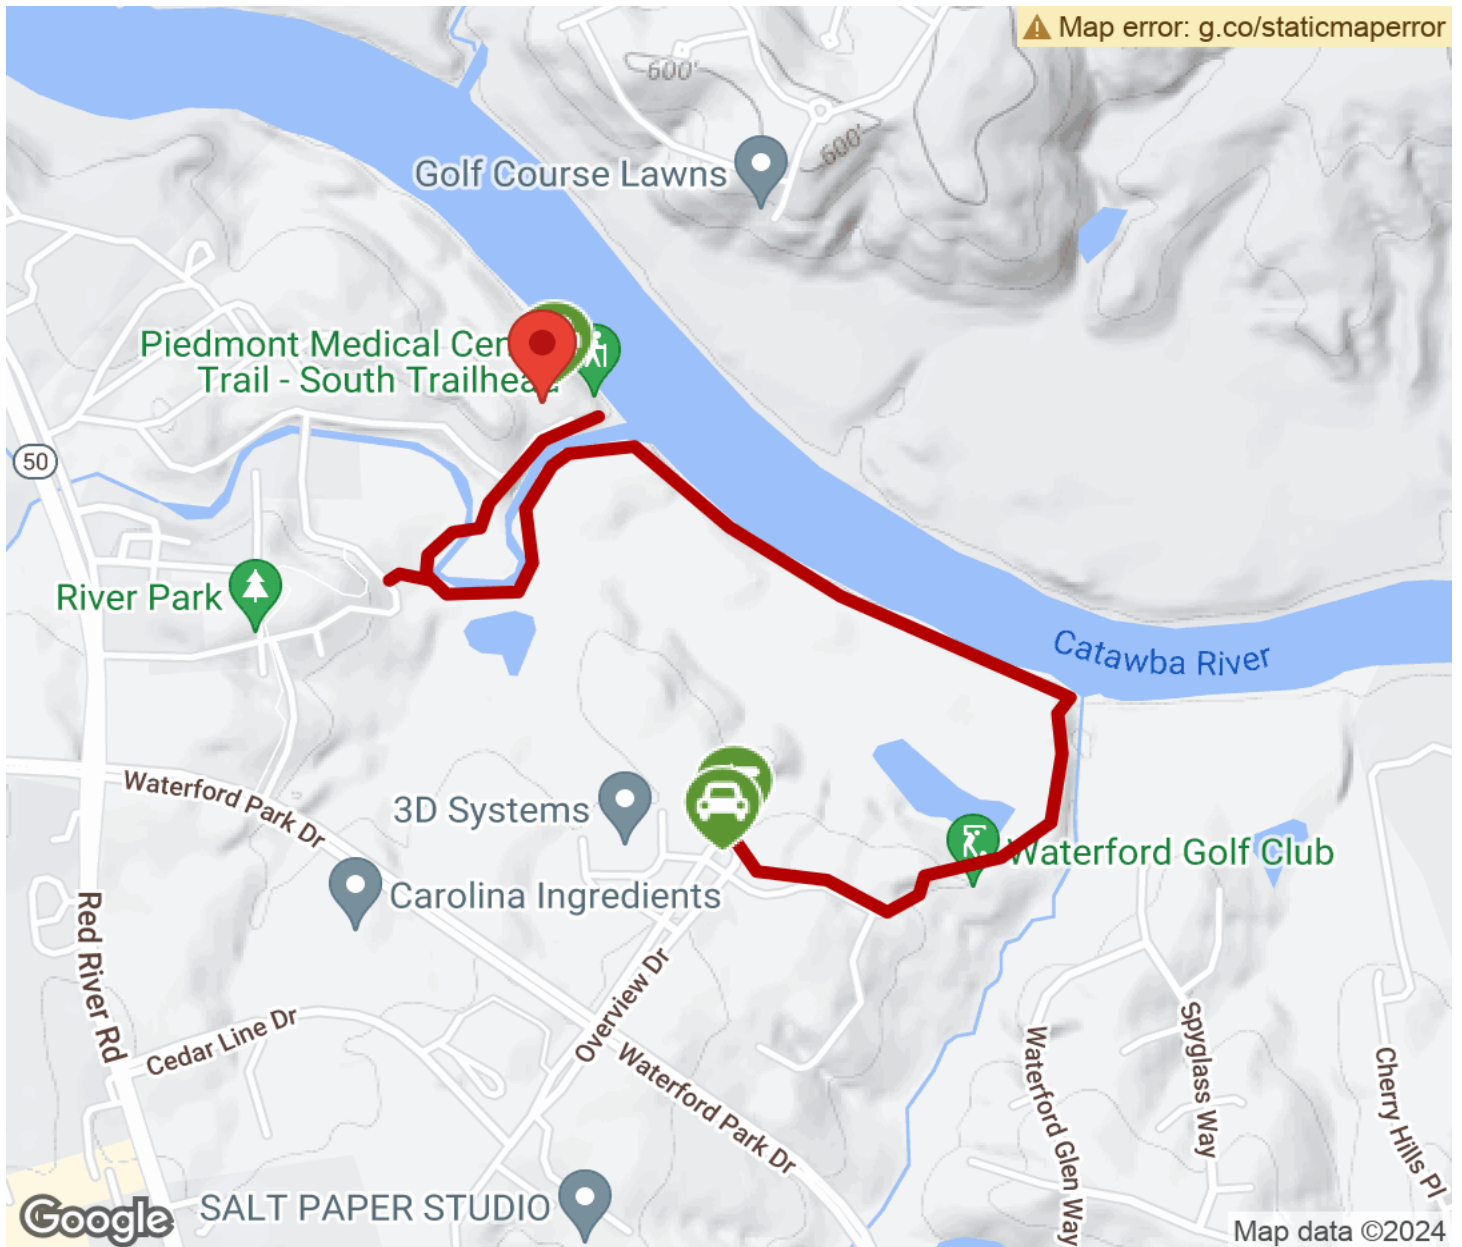 Map error: g.co/staticmaperror
600'
600'
Golf Course Lawns
Piedmont Medical Cen
Trail - South Trailhead
50
River Park
Catawba River
Waterford Park Dr
3D Systems
Waterford Golf Club
Carolina Ingredients
Red River Rd
Overview Dr
Cedar Line Dr
Waterford Park Dr
Waterford Glen Way
Spyglass Way
Cherry Hills Pl
SALT PAPER STUDIO
Google
Map data ©2024